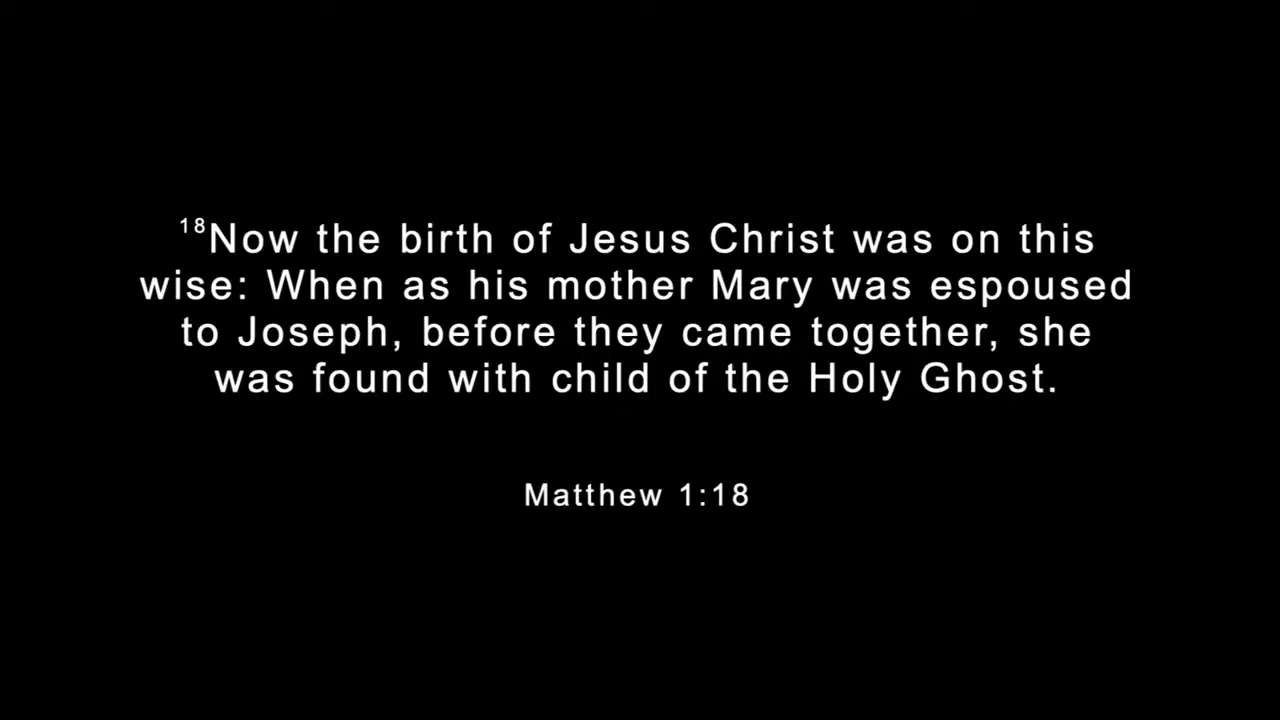 ¹⁸Now the birth of Jesus Christ was on this
wise: When as his mother Mary was espoused
to Joseph, before they came together, she
was found with child of the Holy Ghost.
Matthew 1:18